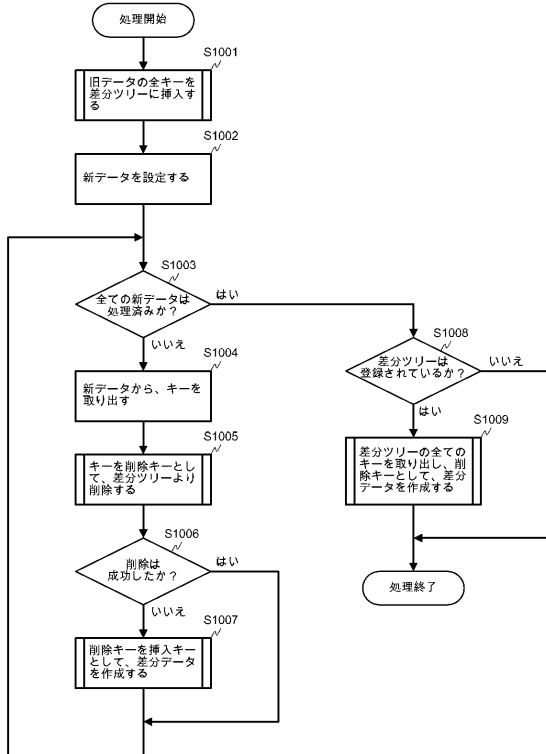 処理開始
S1001
旧データの全キーを
差分ツリーに挿入す
る
S1002
新データを設定する
S1003
全ての新データは
処理済みか？
はい
いいえ
S1004
新データから、キーを
取り出す
S1005
キーを削除キーとし
て、差分ツリーより
削除する
S1006
削除は
成功したか？
はい
いいえ
S1007
削除キーを挿入キー
として、差分データ
を作成する
S1008
差分ツリーは
登録されているか？
いいえ
はい
S1009
差分ツリーの全ての
キーを取り出し、削
除キーとして、差分
データを作成する
処理終了